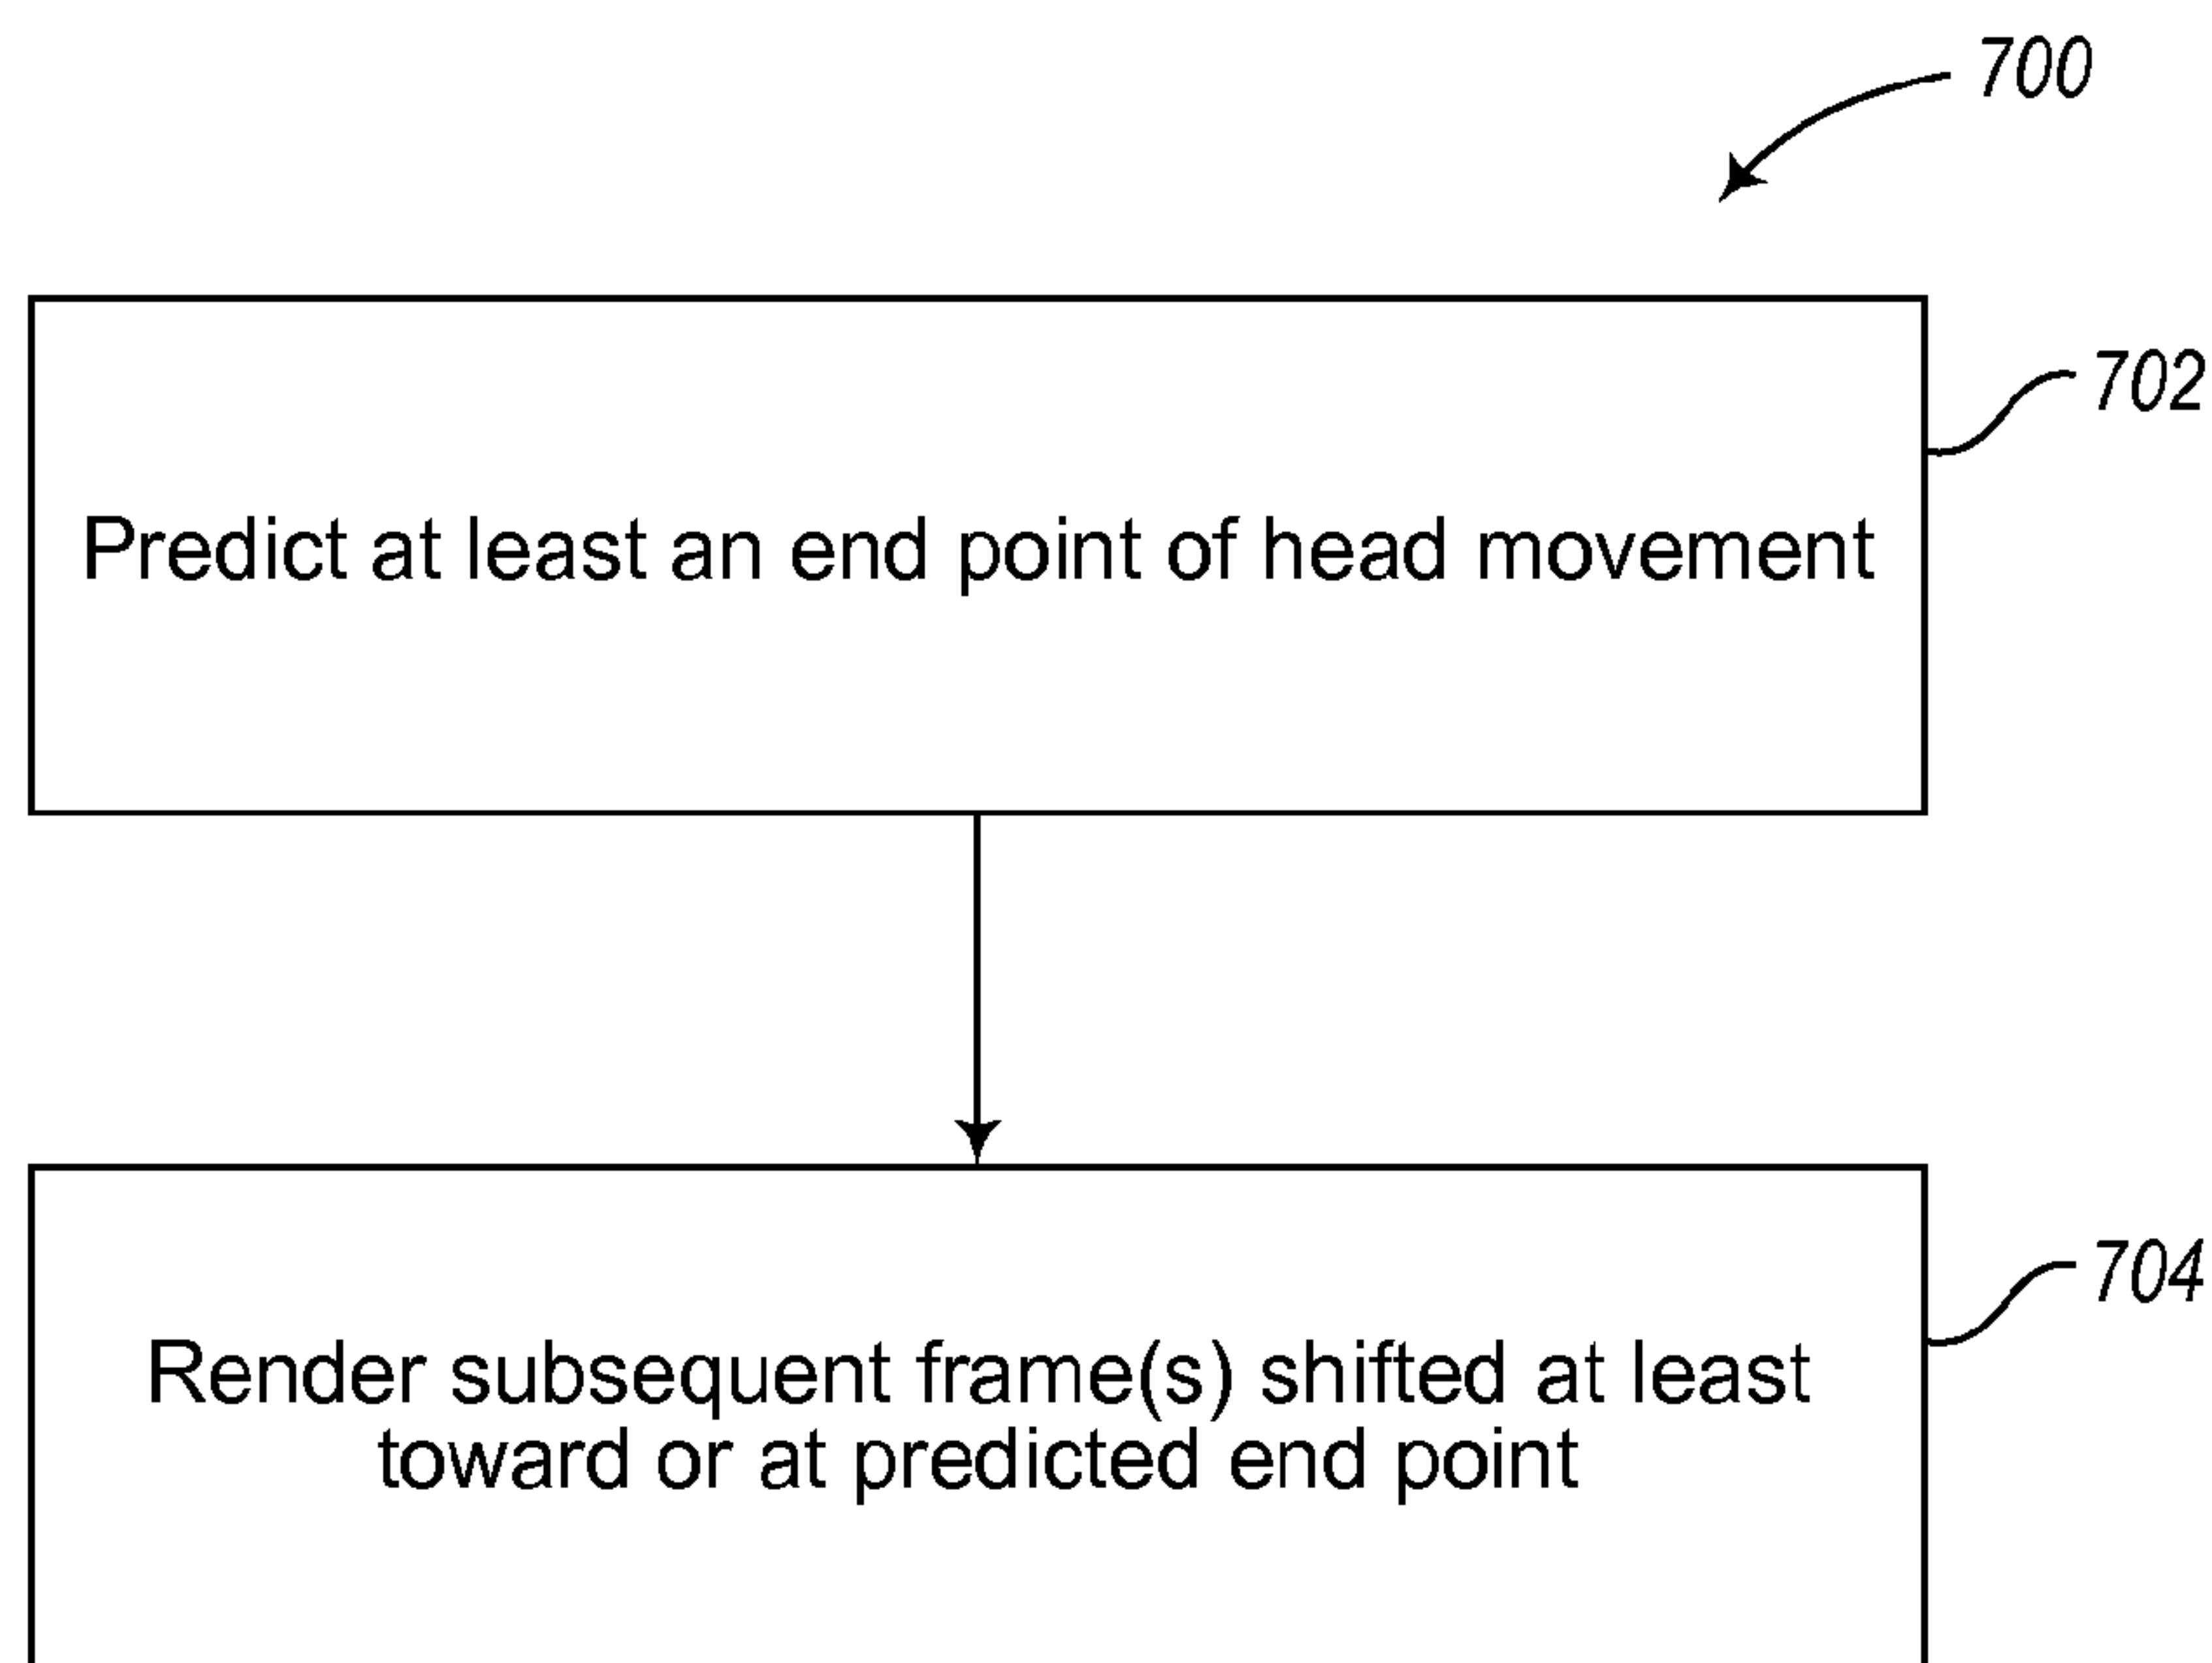 700
702
Predict at least an end point of head movement
704
Render subsequent frame(s) shifted at least
toward or at predicted end point